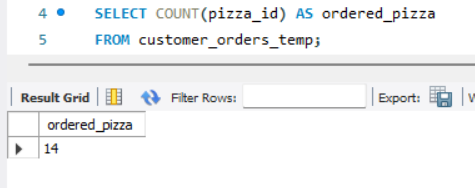 4 SELECT COUNT(pizza_id) AS ordered_pizza
5 FROM customer_orders_temp;
Result Grid Filter Rows: Export:
ordered_pizza
14